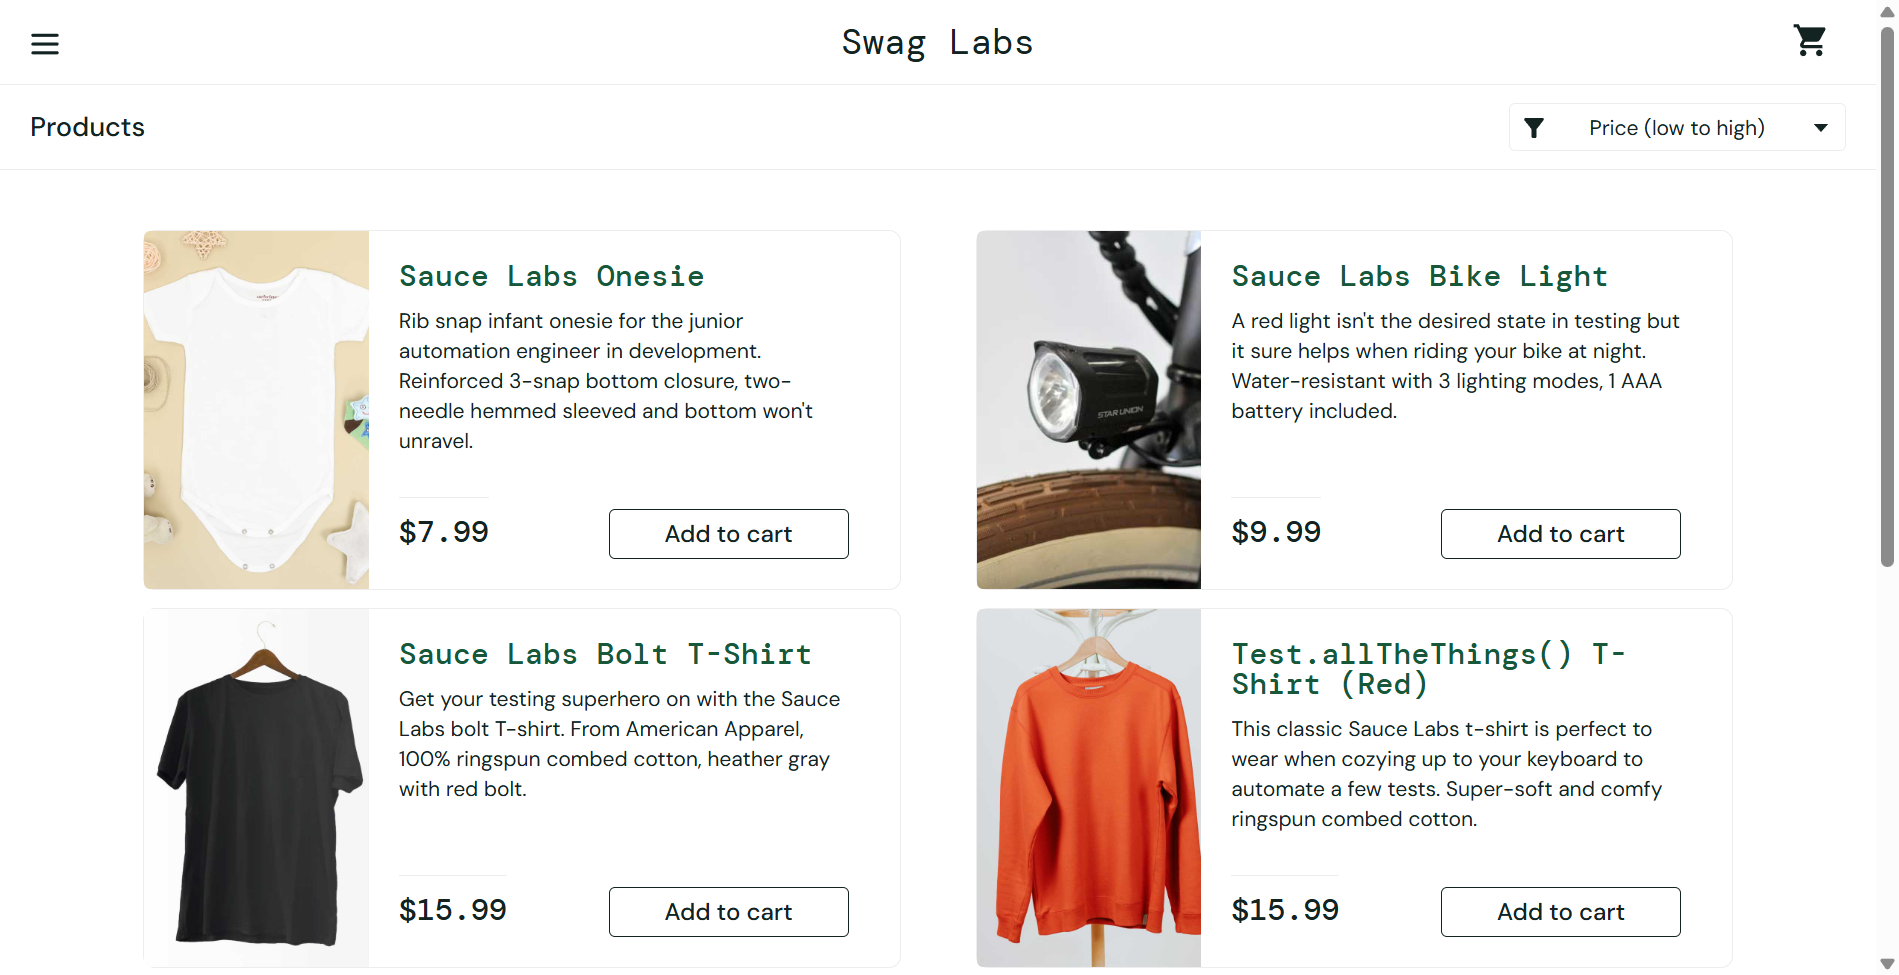 Swag Labs
Products
Price (low to high)
Sauce Labs Onesie
Rib snap infant onesie for the junior
automation engineer in development.
Reinforced 3-snap bottom closure, two-
needle hemmed sleeved and bottom won't
unravel.
$7.99
Add to cart
Sauce Labs Bike Light
A red light isn't the desired state in testing but
it sure helps when riding your bike at night.
Water-resistant with 3 lighting modes, 1 AAA
battery included.
STAR UNION
$9.99
Add to cart
Sauce Labs Bolt T-Shirt
Get your testing superhero on with the Sauce
Labs bolt T-shirt. From American Apparel,
100% ringspun combed cotton, heather gray
with red bolt.
$15.99
Add to cart
Test.allTheThings() T-
Shirt (Red)
This classic Sauce Labs t-shirt is perfect to
wear when cozying up to your keyboard to
automate a few tests. Super-soft and comfy
ringspun combed cotton.
$15.99
Add to cart